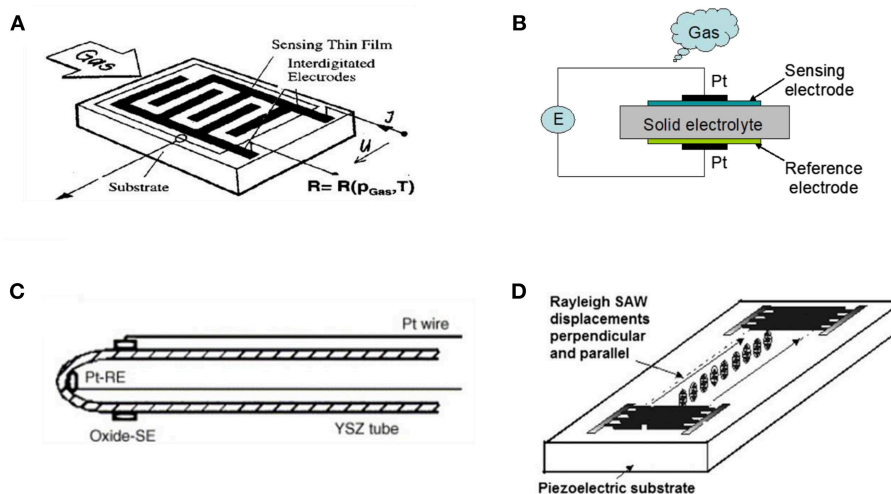 A
Gas
Sensing Thin Film
Interdigitated
Electrodes
J
U
Substrate
R= R(pGas,T)
B
Gas
Pt
Sensing
electrode
E
Solid electrolyte
Pt
Reference
electrode
C
Pt wire
Pt-RE
Oxide-SE
YSZ tube
D
Rayleigh SAW
displacements
perpendicular
and parallel
Piezoelectric substrate